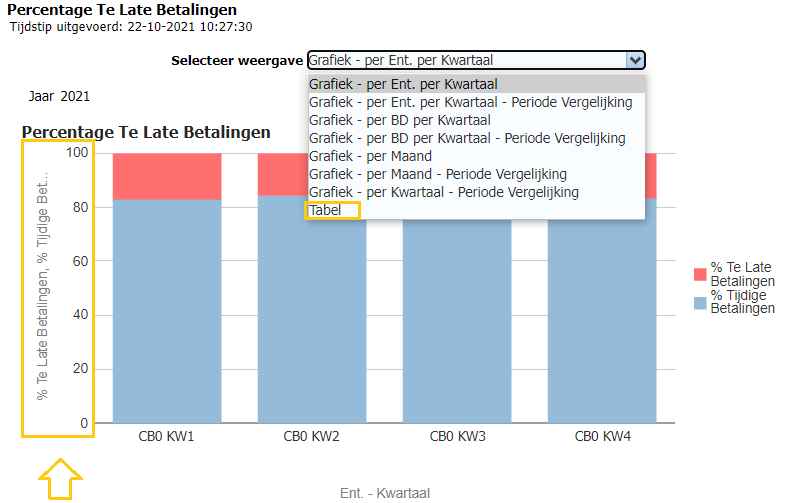 Percentage Te Late Betalingen
Tijdstip uitgevoerd: 22-10-2021 10:27:30
Selecteer weergave Grafiek - per Ent. per Kwartaal
Grafiek - per Ent. per Kwartaal
Grafiek - per Ent. per Kwartaal - Periode Vergelijking
Grafiek - per BD per Kwartaal
Grafiek - per BD per Kwartaal - Periode Vergelijking
Grafiek - per Maand
Grafiek - per Maand - Periode Vergelijking
Grafiek - per Kwartaal - Periode Vergelijking
Tabel
Jaar 2021
Percentage Te Late Betalingen
% Te Late Betalingen, % Tijdige Bet...
100
80
60
40
20
0
CB0 KW1 CB0 KW2 CB0 KW3 CB0 KW4
Ent. - Kwartaal
% Te Late
Betalingen
% Tijdige
Betalingen